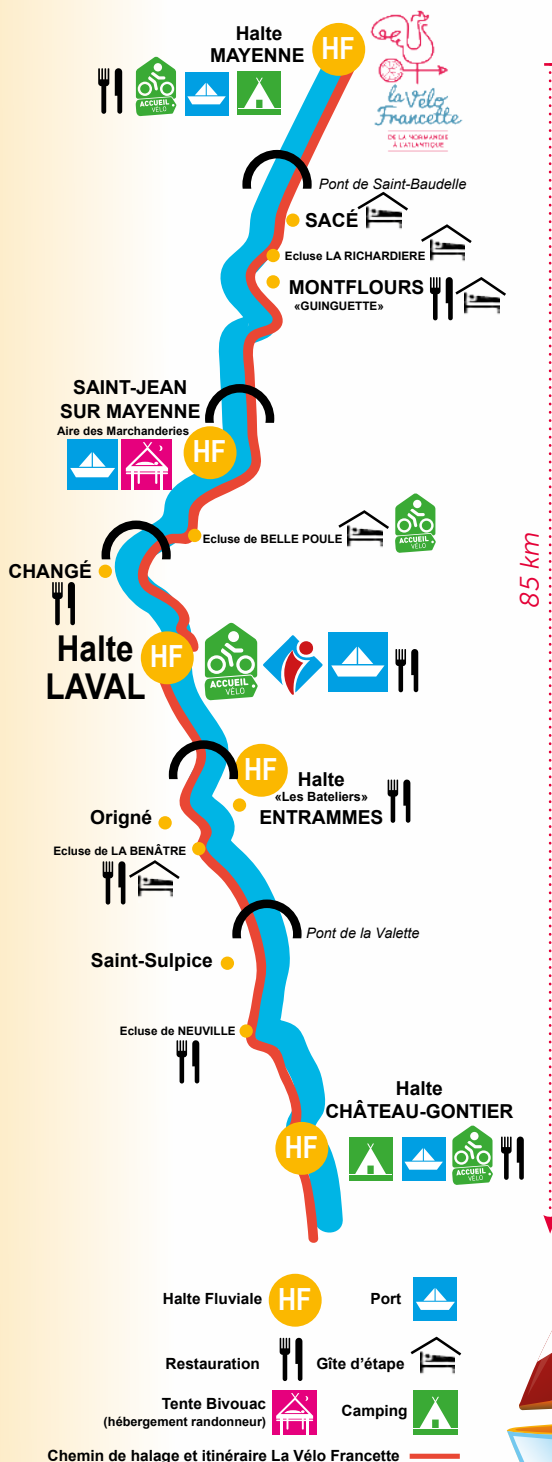 Halte
MAYENNE
HF
ACCUEIL
VÉLO
la Vélo
Francette
DE LA NORMANDIE
À L'ATLANTIQUE
Pont de Saint-Baudelle
SACÉ
Ecluse LA RICHARDIERE
MONTFLOURS
«GUINGUETTE»
SAINT-JEAN
SUR MAYENNE
Aire des Marchanderies
HF
Ecluse de BELLE POULE
ACCUEIL
VÉLO
CHANGÉ
85 km
Halte
LAVAL
HF
ACCUEIL
VÉLO
HF
Halte
«Les Bateliers»
ENTRAMMES
Origné
Ecluse de LA BENÂTRE
Pont de la Valette
Saint-Sulpice
Ecluse de NEUVILLE
Halte
CHÂTEAU-GONTIER
HF
ACCUEIL
VÉLO
Halte Fluviale HF Port
Restauration Gîte d'étape
Tente Bivouac Camping
(hébergement randonneur)
Chemin de halage et itinéraire La Vélo Francette